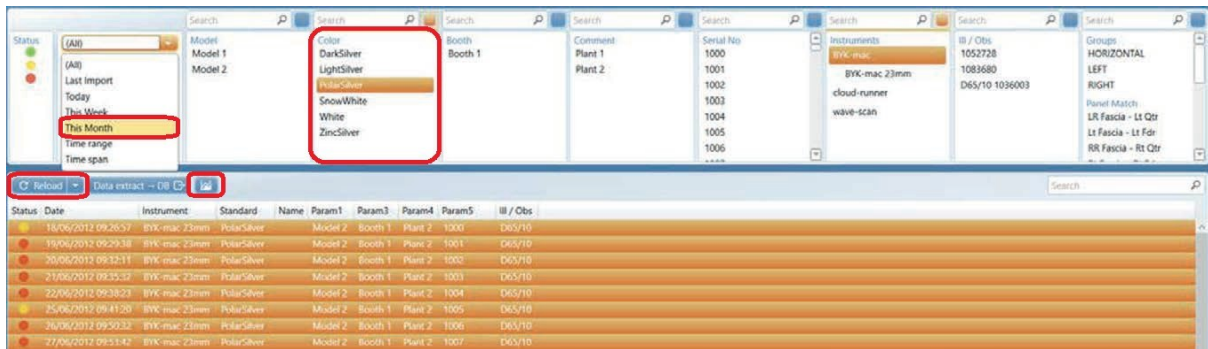 Search Search Search Search Search Search Search Search
Status
(All)
(All)
Last Import
Today
This Week
This Month
Time range
Time span
Model
Model 1
Model 2
Color
DarkSilver
LightSilver
PolarSilver
SnowWhite
White
ZincSilver
Booth
Booth 1
Comment
Plant 1
Plant 2
Serial No
1000
1001
1002
1003
1004
1005
1006
Instruments
BYK-mac
BYK-mac 23mm
cloud-runner
wave-scan
Ill / Obs
1052728
1083680
D65/10 1036003
Groups
HORIZONTAL
LEFT
RIGHT
Panel Match
LR Fascia - Lt Qtr
Lt Fascia - Lt Fdr
RR Fascia - Rt Qtr
Reload Data extract → DB Search
Status Date Instrument Standard Name Param1 Param3 Param4 Param5 Ill / Obs
18/06/2012 09:26:57 BYK-mac 23mm PolarSilver Model 2 Booth 1 Plant 2 1000 D65/10
19/06/2012 09:29:38 BYK-mac 23mm PolarSilver Model 2 Booth 1 Plant 2 1001 D65/10
20/06/2012 09:32:11 BYK-mac 23mm PolarSilver Model 2 Booth 1 Plant 2 1002 D65/10
21/06/2012 09:35:32 BYK-mac 23mm PolarSilver Model 2 Booth 1 Plant 2 1003 D65/10
22/06/2012 09:38:23 BYK-mac 23mm PolarSilver Model 2 Booth 1 Plant 2 1004 D65/10
25/06/2012 09:41:20 BYK-mac 23mm PolarSilver Model 2 Booth 1 Plant 2 1005 D65/10
26/06/2012 09:50:32 BYK-mac 23mm PolarSilver Model 2 Booth 1 Plant 2 1006 D65/10
27/06/2012 09:51:42 BYK-mac 23mm PolarSilver Model 2 Booth 1 Plant 2 1007 D65/10